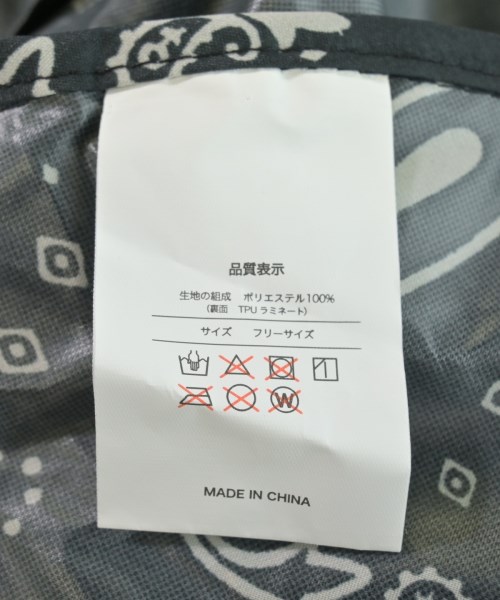 品質表示
生地の組成 ポリエステル100%
(裏面 TPUラミネート)
サイズ フリーサイズ
W
MADE IN CHINA